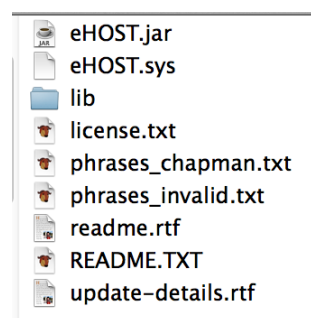 eHOST.jar
eHOST.sys
lib
license.txt
phrases_chapman.txt
phrases_invalid.txt
readme.rtf
README.TXT
update-details.rtf